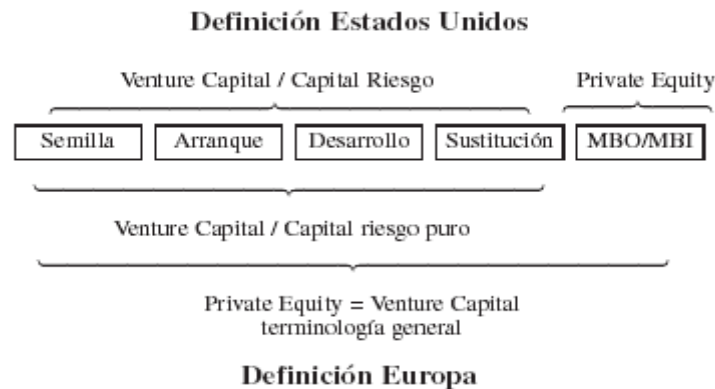 Definición Estados Unidos
Venture Capital / Capital Riesgo Private Equity
Semilla Arranque Desarrollo Sustitución MBO/MBI
Venture Capital / Capital riesgo puro
Private Equity = Venture Capital
terminología general
Definición Europa